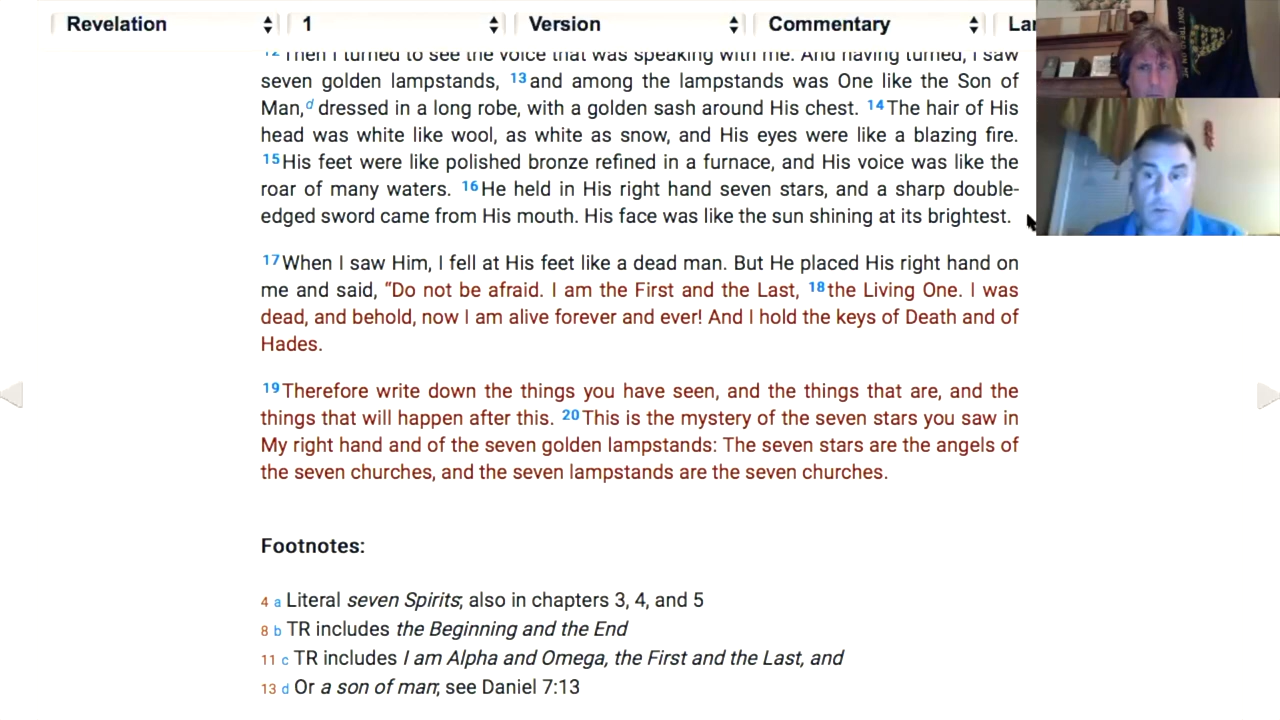 Revelation 1 Version Commentary Lan
12 Then I turned to see the voice that was speaking with me. And having turned, I saw
seven golden lampstands, 13 and among the lampstands was One like the Son of
Man,d dressed in a long robe, with a golden sash around His chest. 14 The hair of His
head was white like wool, as white as snow, and His eyes were like a blazing fire.
15 His feet were like polished bronze refined in a furnace, and His voice was like the
roar of many waters. 16 He held in His right hand seven stars, and a sharp double-
edged sword came from His mouth. His face was like the sun shining at its brightest.
17 When I saw Him, I fell at His feet like a dead man. But He placed His right hand on
me and said, “Do not be afraid. I am the First and the Last, 18 the Living One. I was
dead, and behold, now I am alive forever and ever! And I hold the keys of Death and of
Hades.
19 Therefore write down the things you have seen, and the things that are, and the
things that will happen after this. 20 This is the mystery of the seven stars you saw in
My right hand and of the seven golden lampstands: The seven stars are the angels of
the seven churches, and the seven lampstands are the seven churches.
Footnotes:
4 a Literal seven Spirits; also in chapters 3, 4, and 5
8 b TR includes the Beginning and the End
11 c TR includes I am Alpha and Omega, the First and the Last, and
13 d Or a son of man; see Daniel 7:13
DONT TREAD ON ME